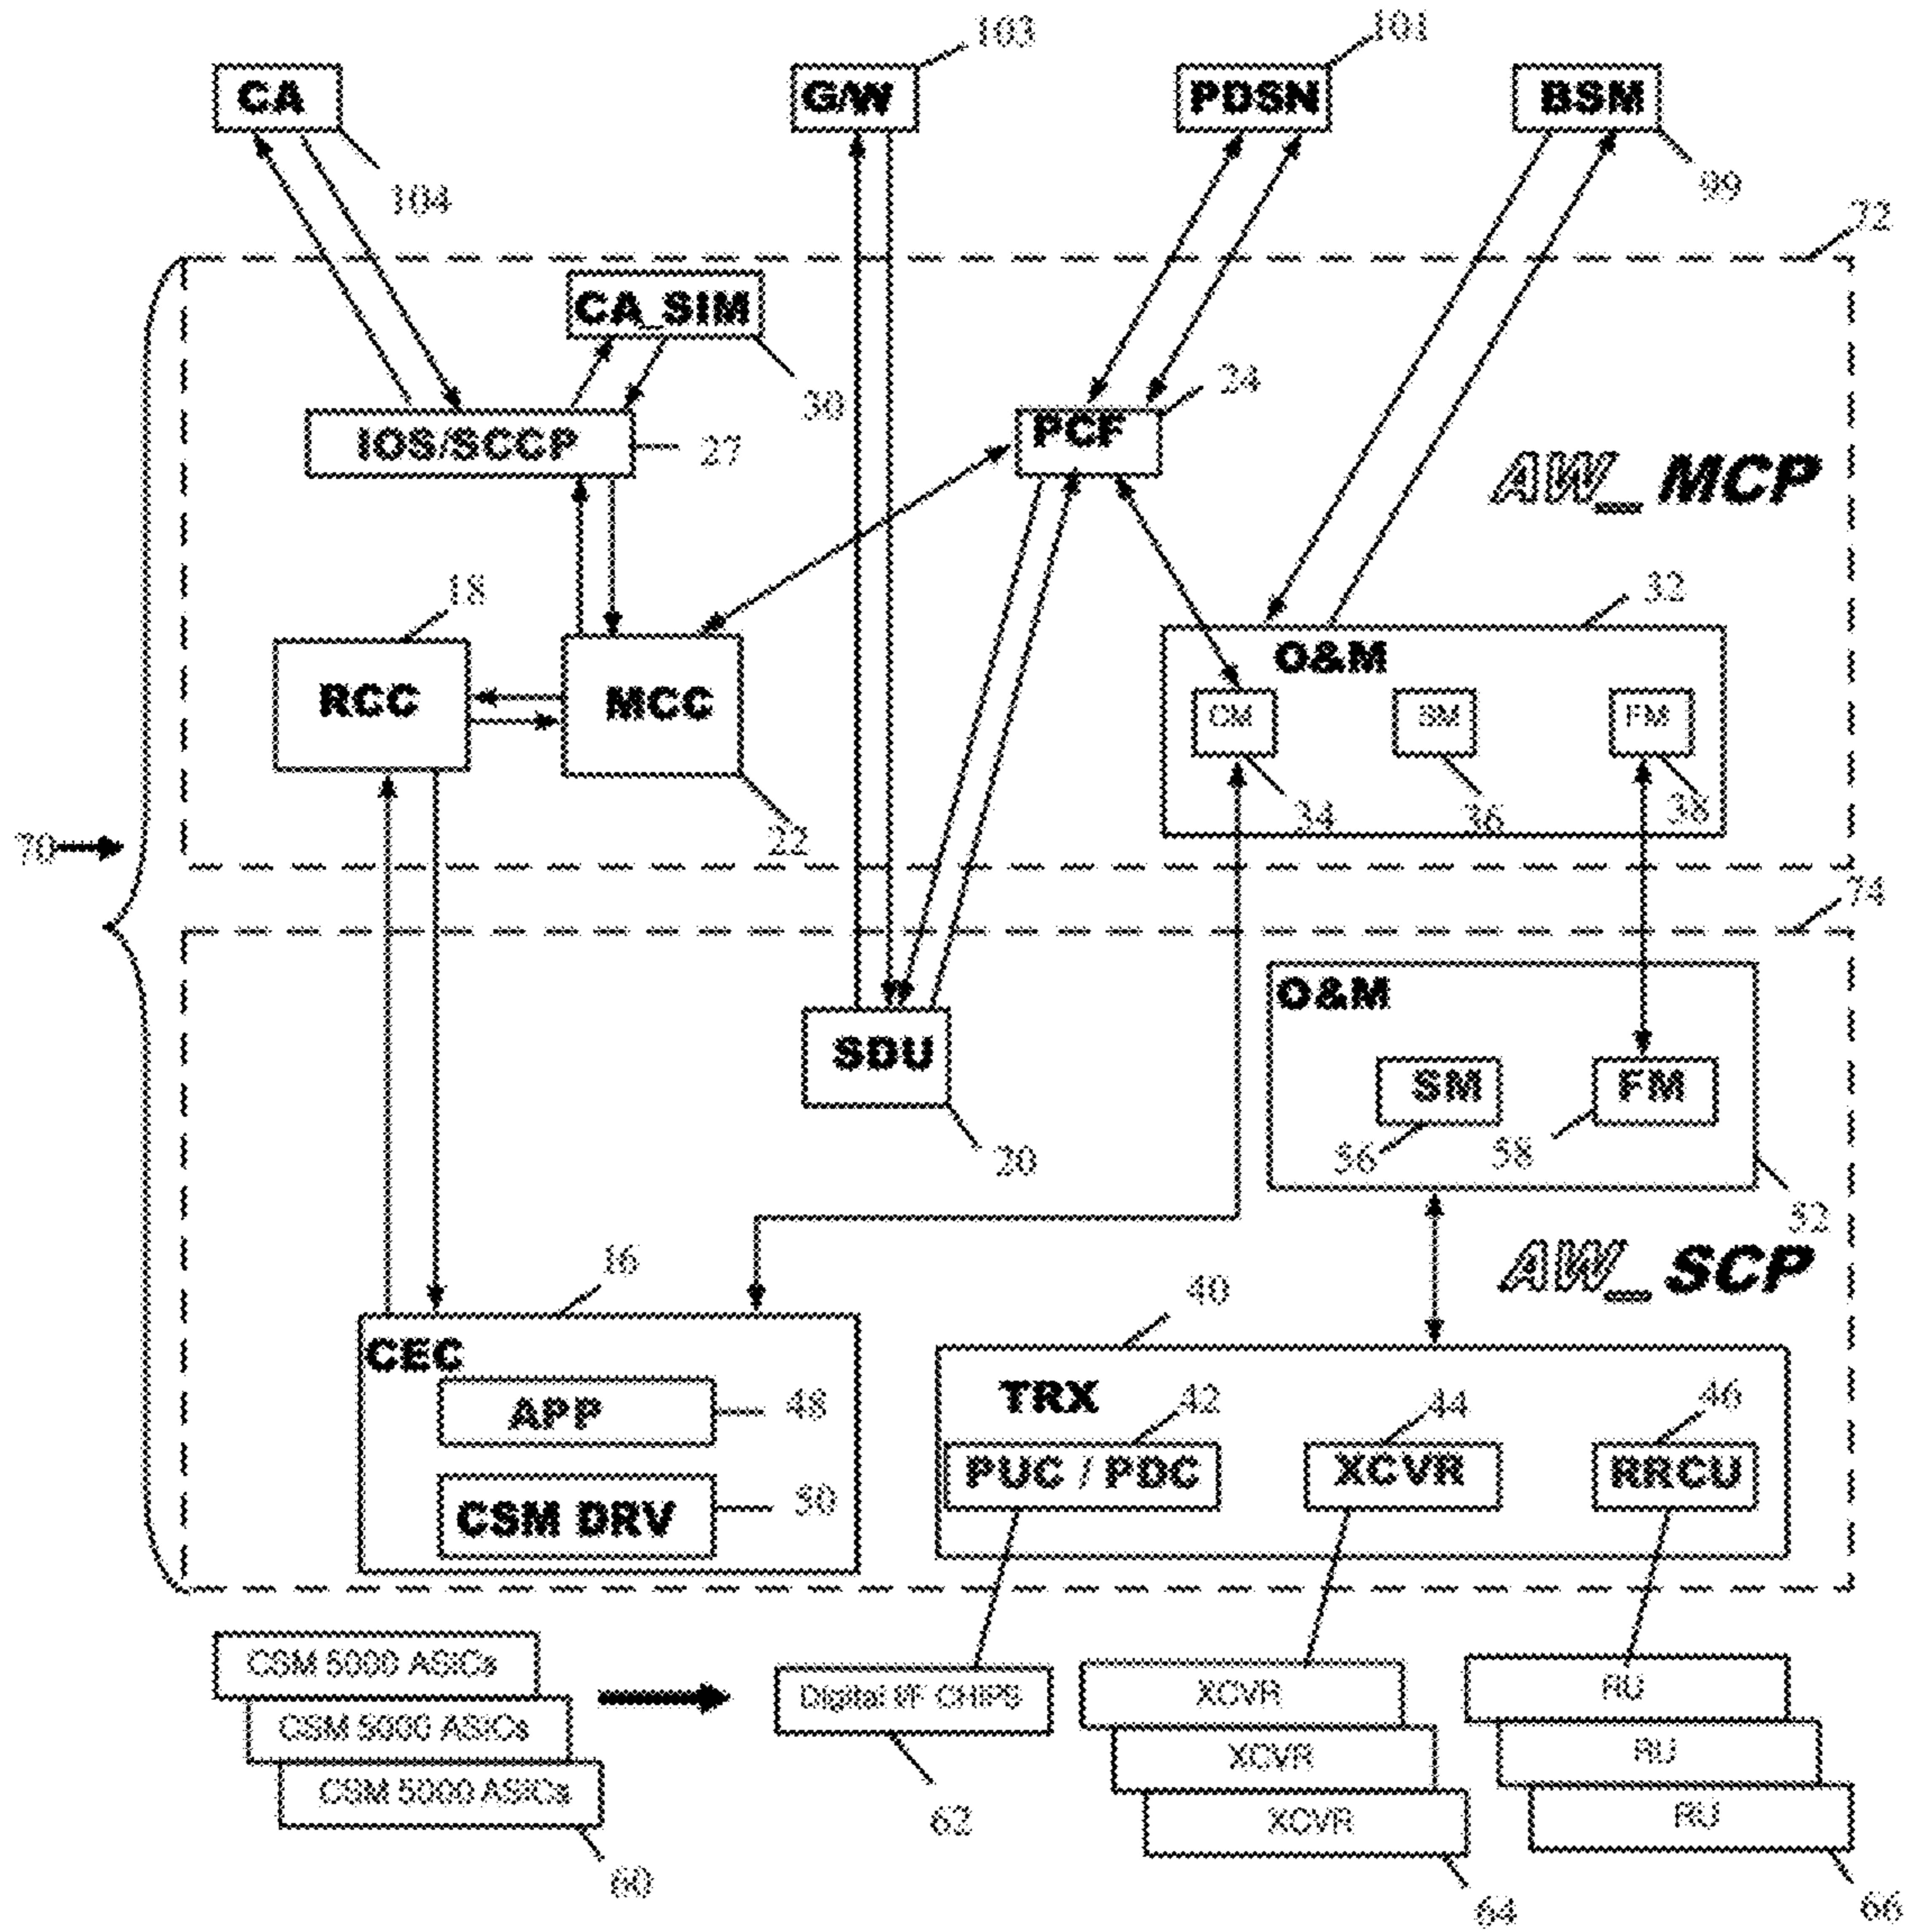 103
101
CA
G/W
PDSN
BSM
104
99
72
CA_SIM
30
24
IOS/SCCP
27
PCF
AW_MCP
18
32
RCC
MCC
O&M
CM
SM
FM
22
34
36
38
70
74
O&M
SDU
SM
FM
20
56
58
52
AW_SCP
16
40
CEC
TRX
42
44
46
APP
48
PUC / PDC
XCVR
RRCU
CSM DRV
50
CSM 5000 ASICs
CSM 5000 ASICs
CSM 5000 ASICs
60
Digital I/F CHIPS
62
XCVR
XCVR
XCVR
64
RU
RU
RU
66